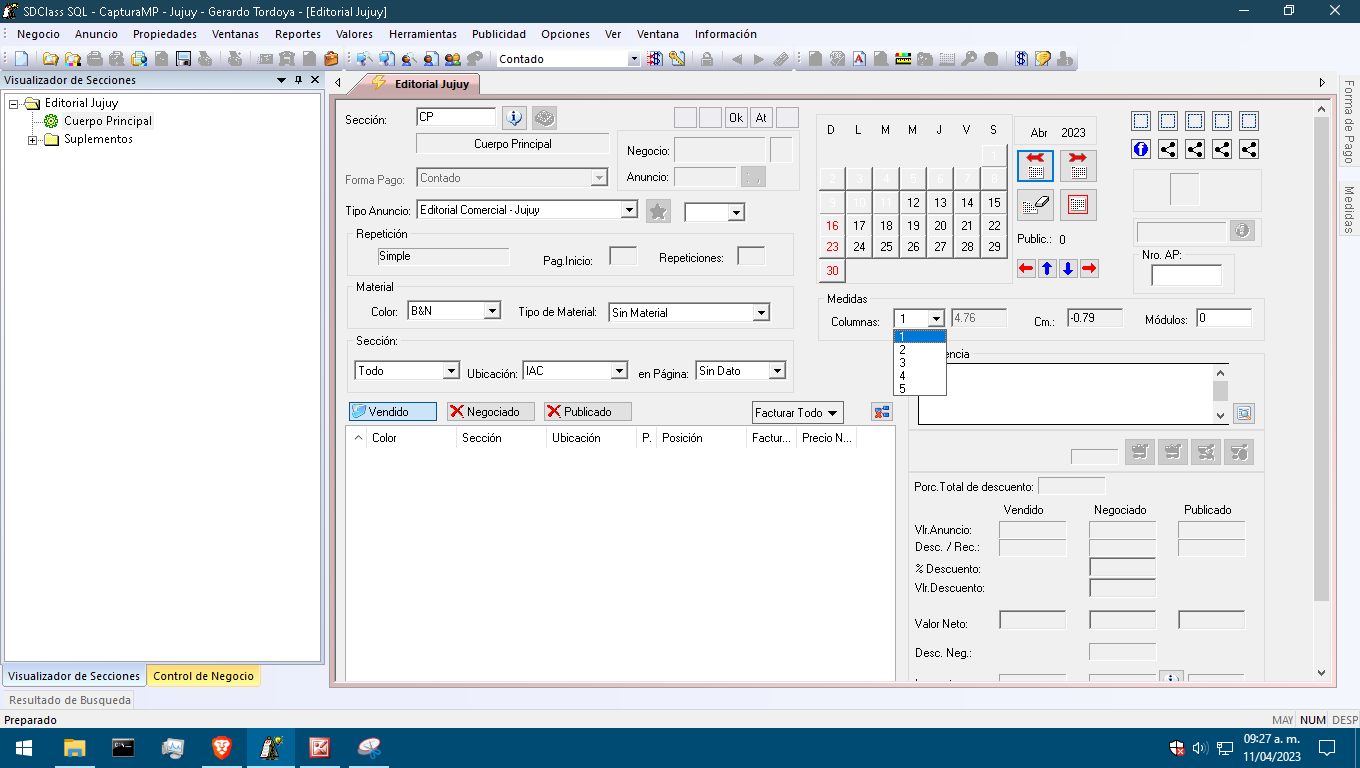 SDClass SQL - CapturaMP - Jujuy - Gerardo Tordoya - [Editorial Jujuy]
Negocio Anuncio Propiedades Ventanas Reportes Valores Herramientas Publicidad Opciones Ver Ventana Información
Contado
Visualizador de Secciones
Editorial Jujuy
Cuerpo Principal
Suplementos
Editorial Jujuy
Forma de Pago
Medidas
Sección: CP
Cuerpo Principal
Ok At
Negocio:
Anuncio:
Forma Pago: Contado
Tipo Anuncio: Editorial Comercial - Jujuy
Repetición
Simple Pag.Inicio: Repeticiones:
Material
Color: B&N Tipo de Material: Sin Material
Sección:
Todo Ubicación: IAC en Página: Sin Dato
Vendido Negociado Publicado Facturar Todo
Color Sección Ubicación P. Posición Factur... Precio N...
D L M M J V S
1
2 3 4 5 6 7 8
9 10 11 12 13 14 15
16 17 18 19 20 21 22
23 24 25 26 27 28 29
30
Abr 2023
Public.: 0
Nro. AP:
Medidas
Columnas: 1 4.76 Cm.: -0.79 Módulos: 0
1
2
3
4
5
encia
Porc.Total de descuento:
Vendido Negociado Publicado
Vlr.Anuncio:
Desc. / Rec.:
% Descuento:
Vlr.Descuento:
Valor Neto:
Desc. Neg.:
Visualizador de Secciones Control de Negocio
Resultado de Busqueda
Preparado
MAY NUM DESP
09:27 a. m.
11/04/2023